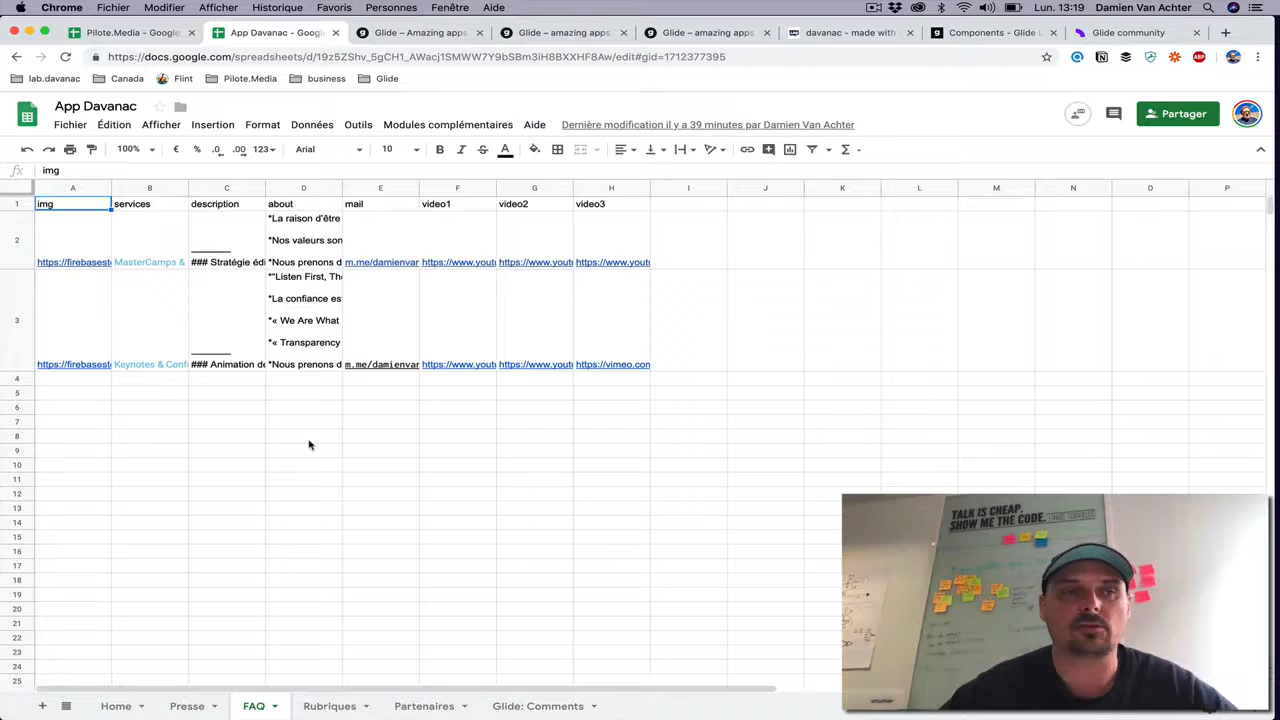 Chrome Fichier Modifier Afficher Historique Favoris Personnes Fenêtre Aide Lun. 13:19 Damien Van Achter
Pilote.Media - Google App Davanac - Google Glide – Amazing apps Glide – amazing apps Glide – amazing apps davanac - made with Components - Glide L Glide community
https://docs.google.com/spreadsheets/d/19z5ZShv_5gCH1_AWacj1SMWW7Y9bSBm3iH8BXXHF8Aw/edit#gid=1712377395
lab.davanac Canada Flint Pilote.Media business Glide
App Davanac
Fichier Édition Afficher Insertion Format Données Outils Modules complémentaires Aide Dernière modification il y a 39 minutes par Damien Van Achter
Partager
100% € % .0 .00 123 Arial 10
fx img
A B C D E F G H I J K L M N O P
1 img services description about mail video1 video2 video3
*La raison d'être
2 *Nos valeurs son
https://firebasest MasterCamps & ### Stratégie édi *Nous prenons d m.me/damienvar https://www.yout https://www.yout https://www.yout
*"Listen First, Th
*La confiance es
3 *« We Are What
*« Transparency
https://firebasest Keynotes & Conf ### Animation de *Nous prenons d m.me/damienvar https://www.yout https://www.yout https://vimeo.con
4
5
6
7
8
9
10
11
12
13
14
15
16
17
18
19
20
21
22
23
24
25
TALK IS CHEAP.
SHOW ME THE CODE.
Home Presse FAQ Rubriques Partenaires Glide: Comments